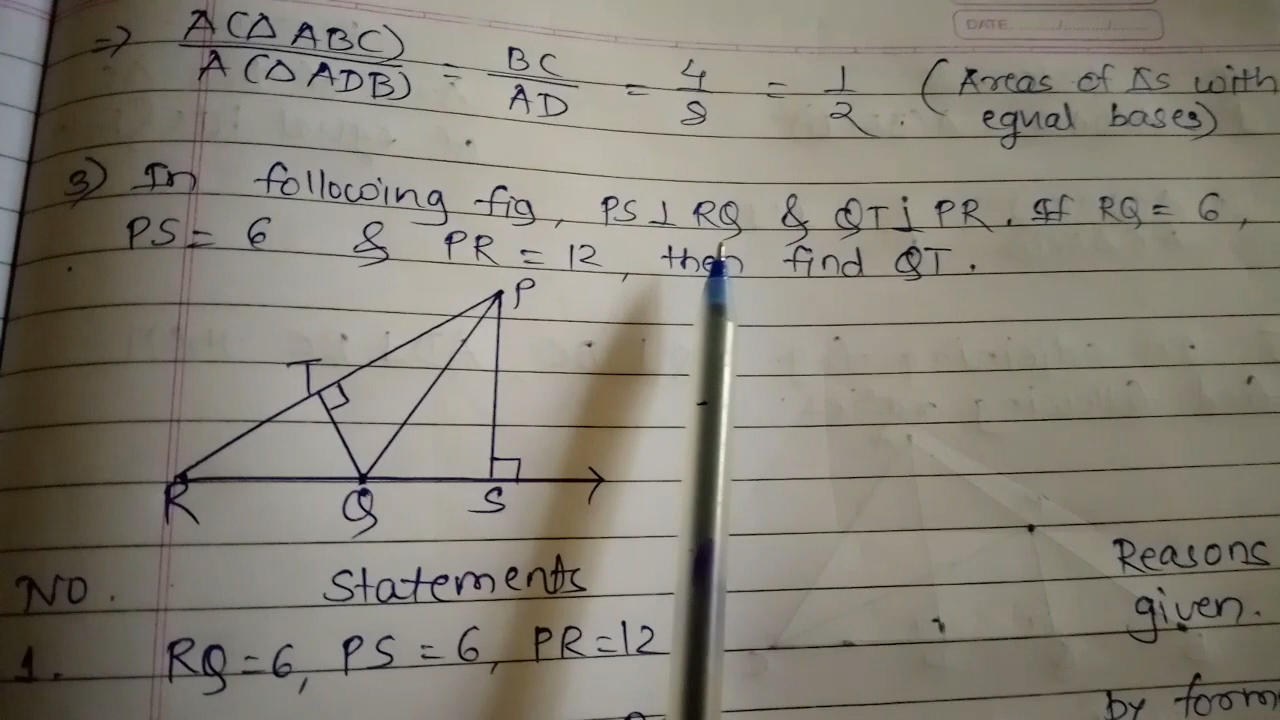 DATE
⇒ A(△ ABC) / A(△ ADB) = BC / AD = 4 / 8 = 1 / 2 . (Areas of △s with
equal bases)
3) In following fig, PS ⊥ RQ & QT ⊥ PR. If RQ = 6,
PS = 6 & PR = 12, then find QT.
P
T
R Q S
NO. Statements Reasons
1. RQ = 6, PS = 6, PR = 12 given.
by form